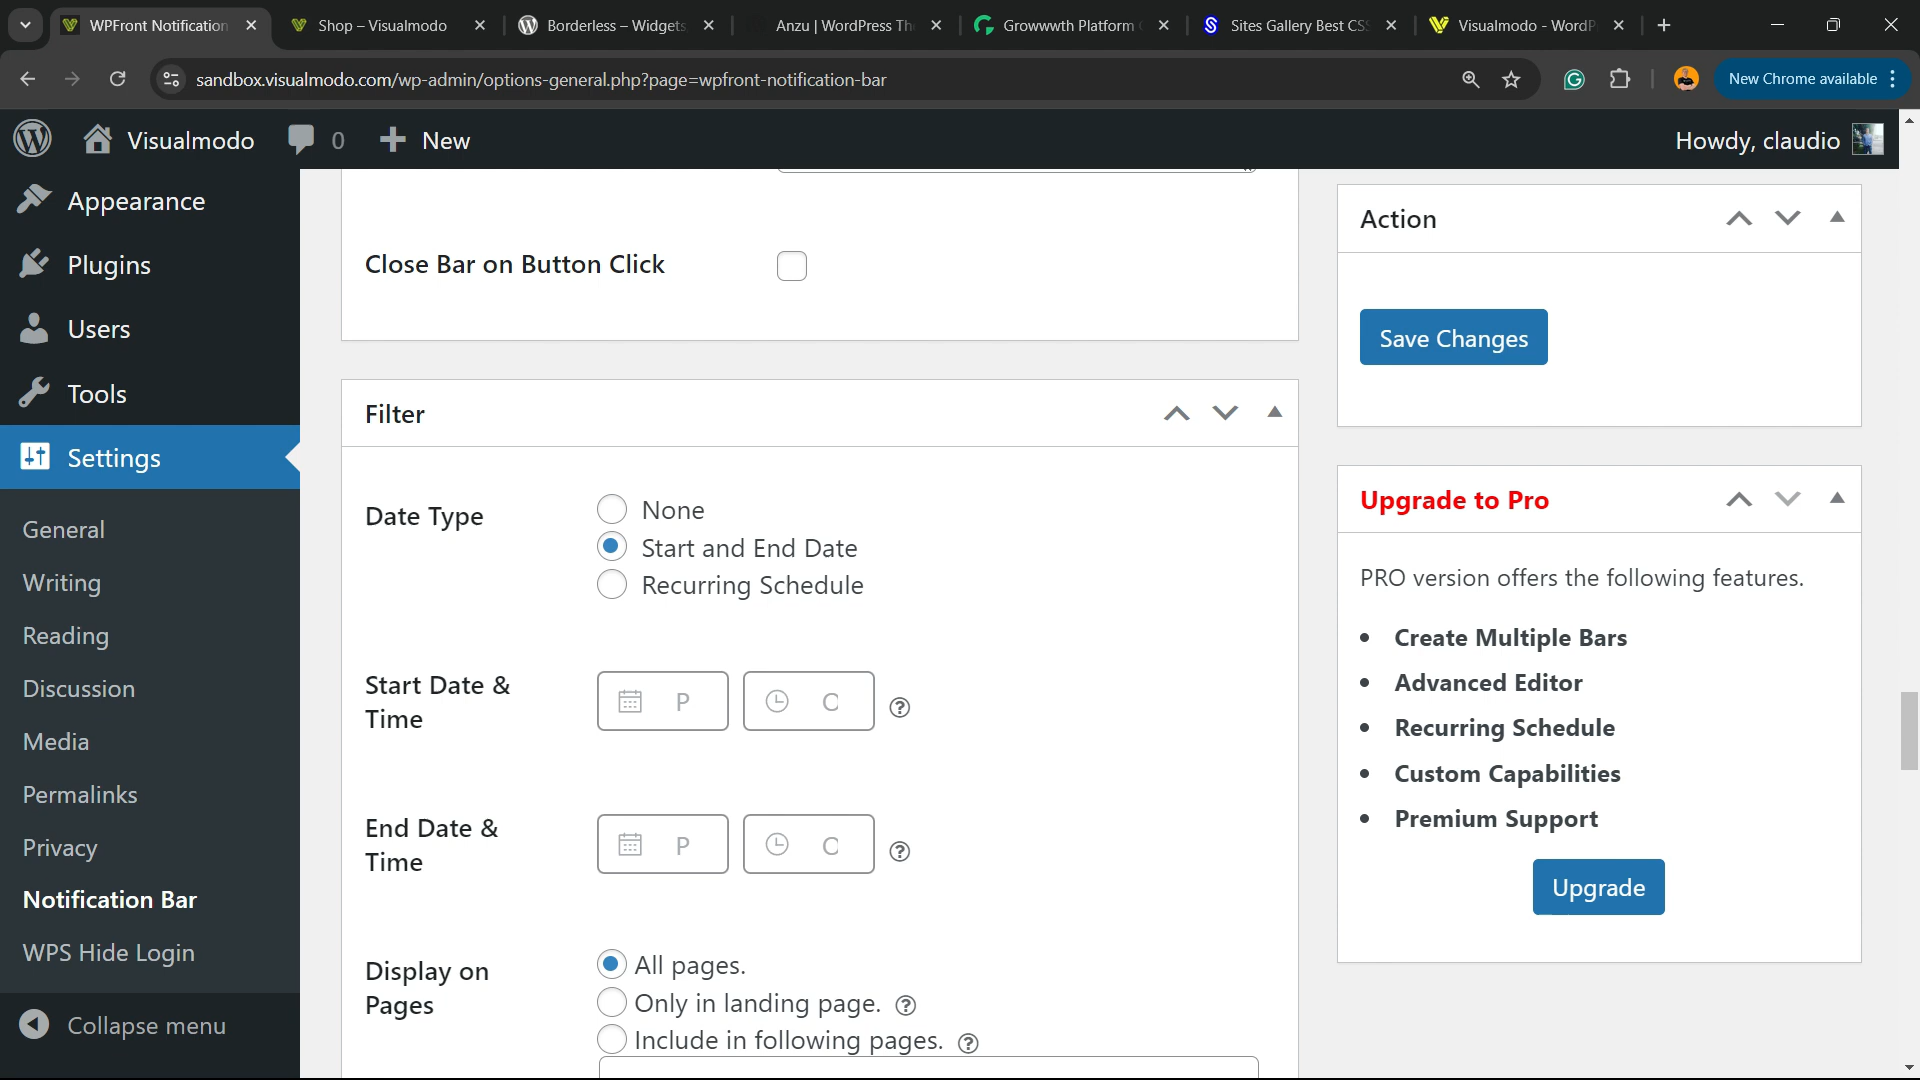 WPFront Notification
Shop – Visualmodo
Borderless – Widgets
Anzu | WordPress Th
Growwwth Platform
Sites Gallery Best CSS
Visualmodo - WordP
sandbox.visualmodo.com/wp-admin/options-general.php?page=wpfront-notification-bar
New Chrome available
Visualmodo
0
New
Howdy, claudio
Appearance
Plugins
Users
Tools
Settings
General
Writing
Reading
Discussion
Media
Permalinks
Privacy
Notification Bar
WPS Hide Login
Collapse menu
Close Bar on Button Click
Filter
Date Type
None
Start and End Date
Recurring Schedule
Start Date &
Time
P
C
?
End Date &
Time
P
C
?
Display on
Pages
All pages.
Only in landing page. ?
Include in following pages. ?
Action
Save Changes
Upgrade to Pro
PRO version offers the following features.
• Create Multiple Bars
• Advanced Editor
• Recurring Schedule
• Custom Capabilities
• Premium Support
Upgrade